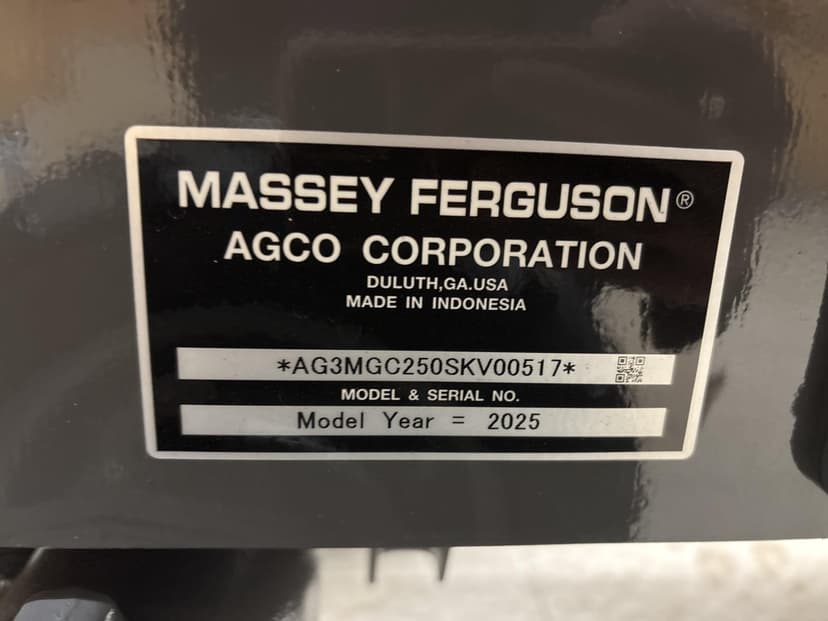 MASSEY FERGUSON®
AGCO CORPORATION
DULUTH,GA.USA
MADE IN INDONESIA
*AG3MGC250SKV00517*
MODEL & SERIAL NO.
Model Year = 2025